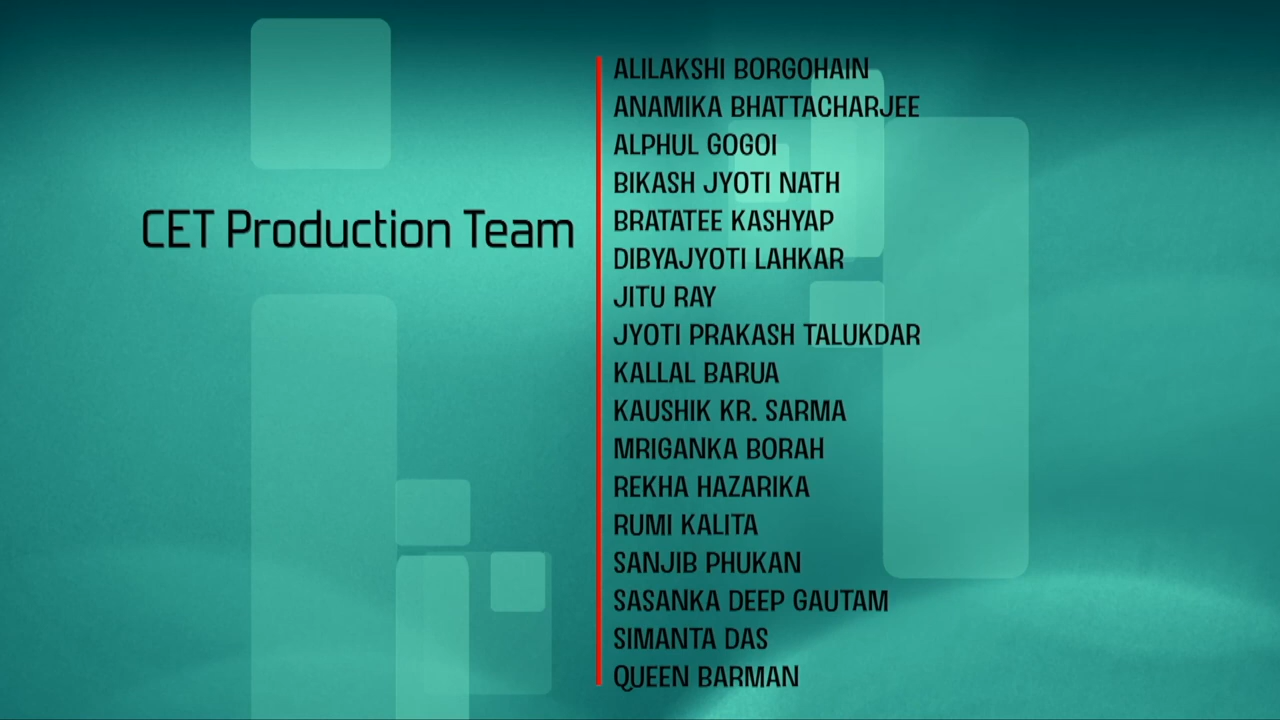 CET Production Team
ALILAKSHI BORGOHAIN
ANAMIKA BHATTACHARJEE
ALPHUL GOGOI
BIKASH JYOTI NATH
BRATATEE KASHYAP
DIBYAJYOTI LAHKAR
JITU RAY
JYOTI PRAKASH TALUKDAR
KALLAL BARUA
KAUSHIK KR. SARMA
MRIGANKA BORAH
REKHA HAZARIKA
RUMI KALITA
SANJIB PHUKAN
SASANKA DEEP GAUTAM
SIMANTA DAS
QUEEN BARMAN